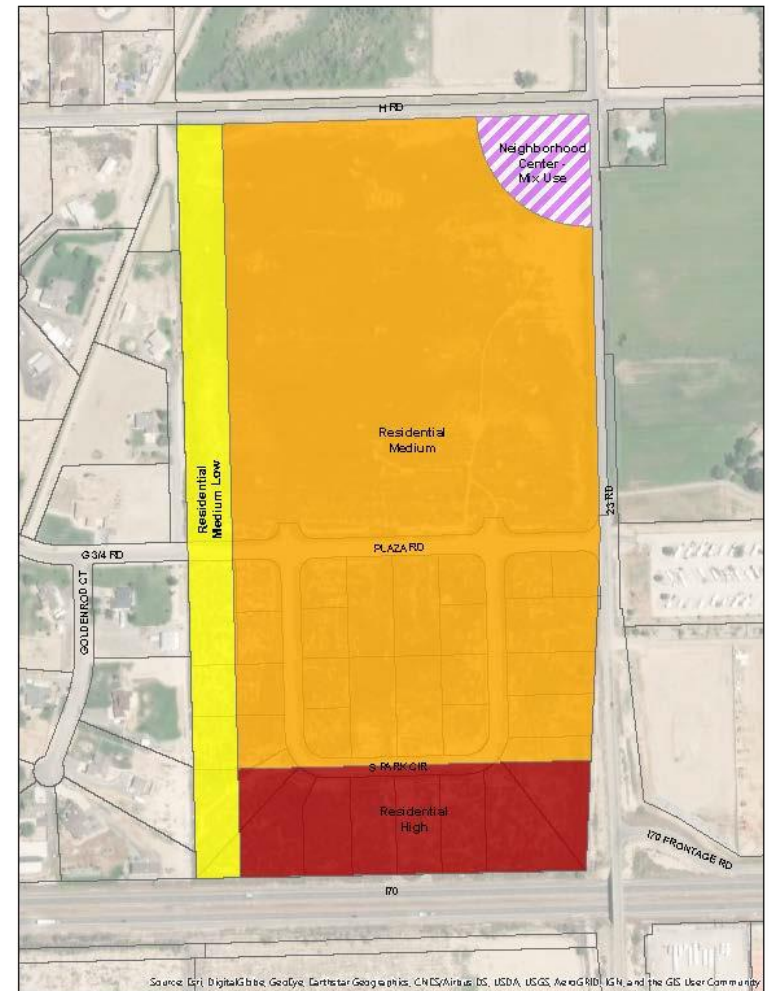 H RD
Neighborhood
Center -
Mix Use
Residential
Medium
Residential
Medium Low
23 RD
G 3/4 RD
PLAZA RD
GOLDENROD CT
S PARK CIR
Residential
High
I70 FRONTAGE RD
I70
Source: Esri, DigitalGlobe, GeoEye, Earthstar Geographics, CNES/Airbus DS, USDA, USGS, AeroGRID, IGN, and the GIS User Community